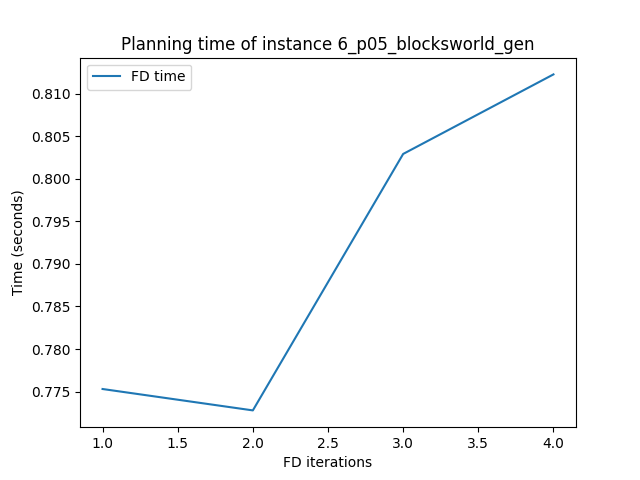 Planning time of instance 6_p05_blocksworld_gen
FD time
0.810
0.805
0.800
0.795
0.790
0.785
0.780
0.775
Time (seconds)
1.0 1.5 2.0 2.5 3.0 3.5 4.0
FD iterations